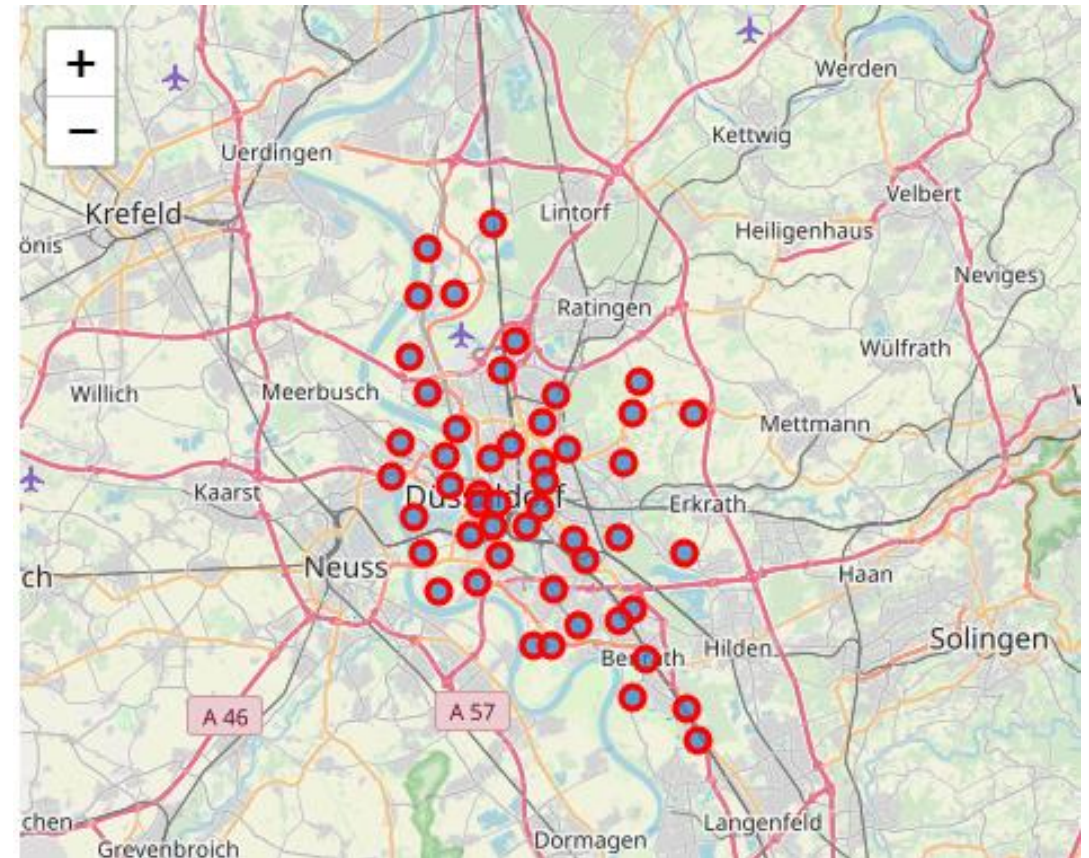 +
−
Werden
Kettwig
Uerdingen
Velbert
Krefeld
Lintorf
Heiligenhaus
önis
Neviges
Ratingen
Wülfrath
Willich
Meerbusch
W
Mettmann
Kaarst
Düsseldorf
Erkrath
Neuss
Haan
ch
Solingen
Hilden
Benrath
A 46
A 57
chen
Langenfeld
Dormagen
Grevenbroich